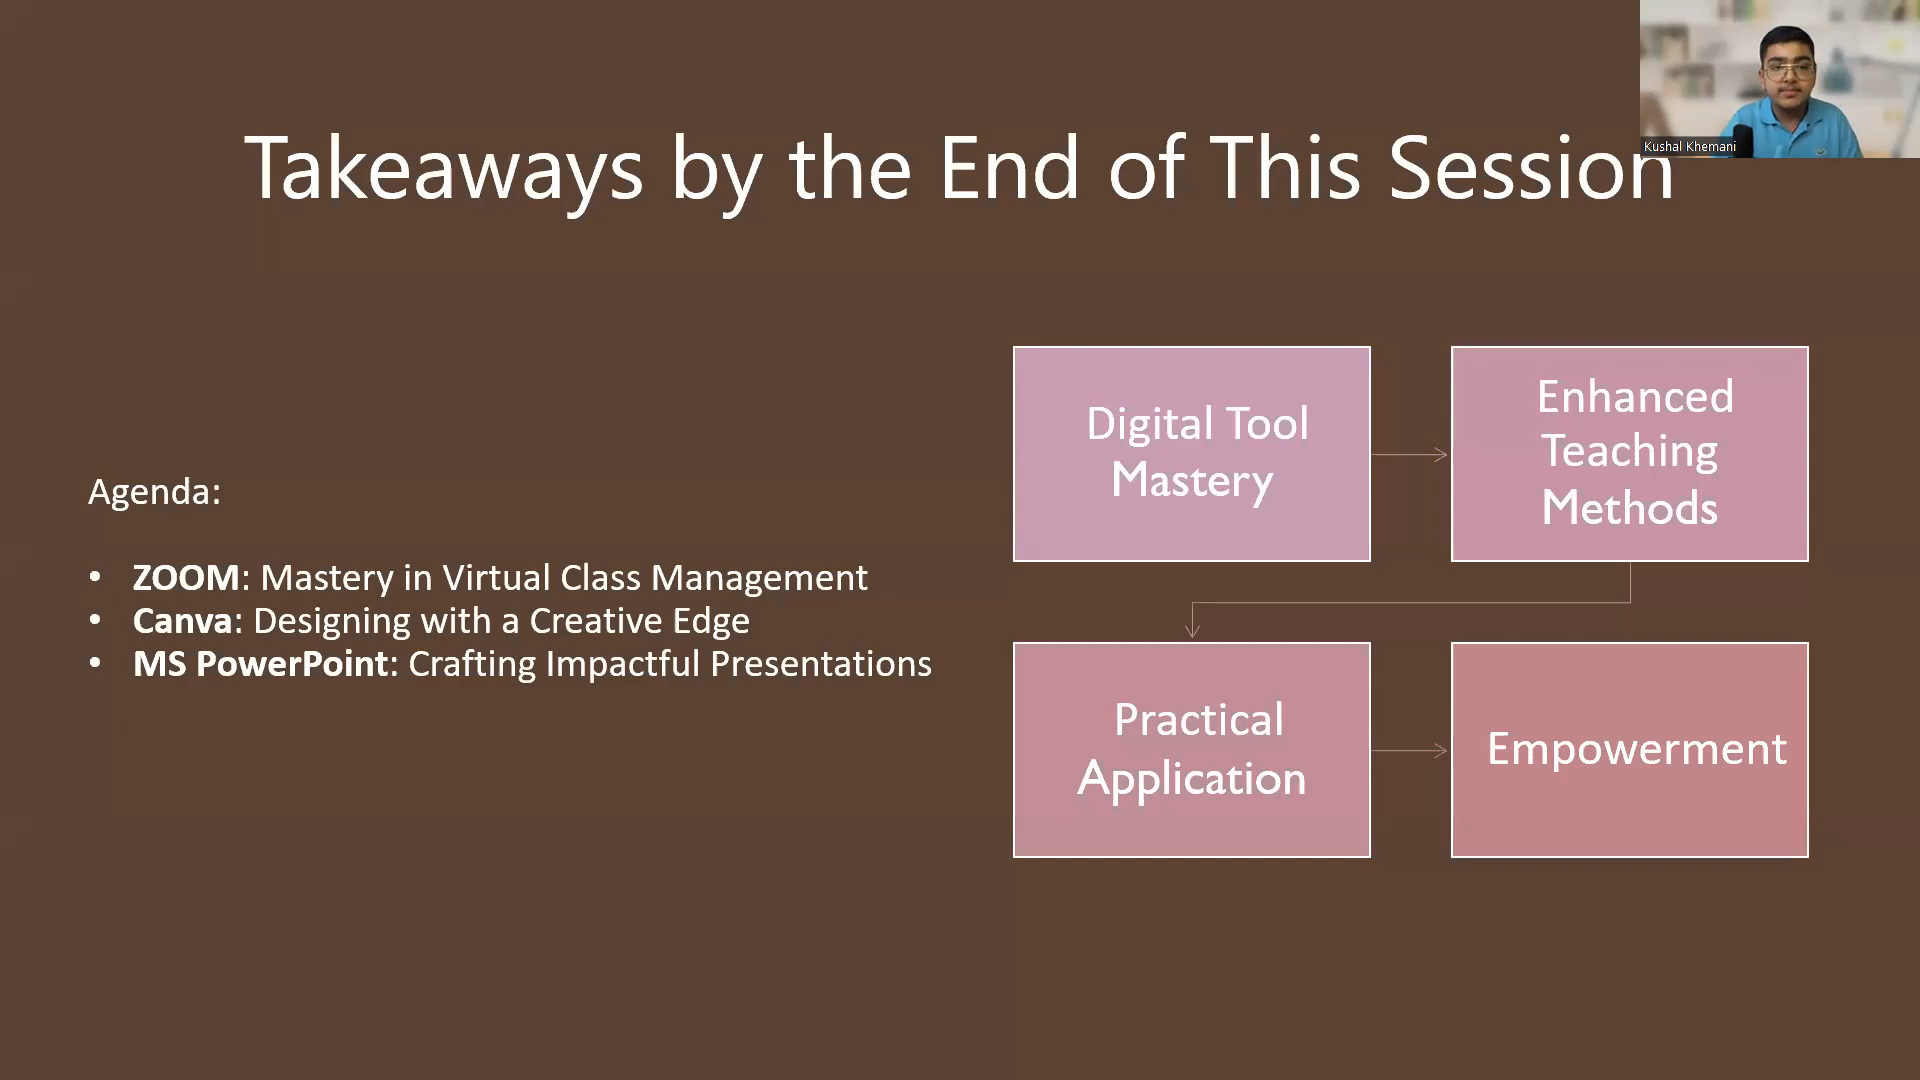 Kushal Khemani
Takeaways by the End of This Session
Agenda:
• ZOOM: Mastery in Virtual Class Management
• Canva: Designing with a Creative Edge
• MS PowerPoint: Crafting Impactful Presentations
Digital Tool
Mastery
Enhanced
Teaching
Methods
Practical
Application
Empowerment